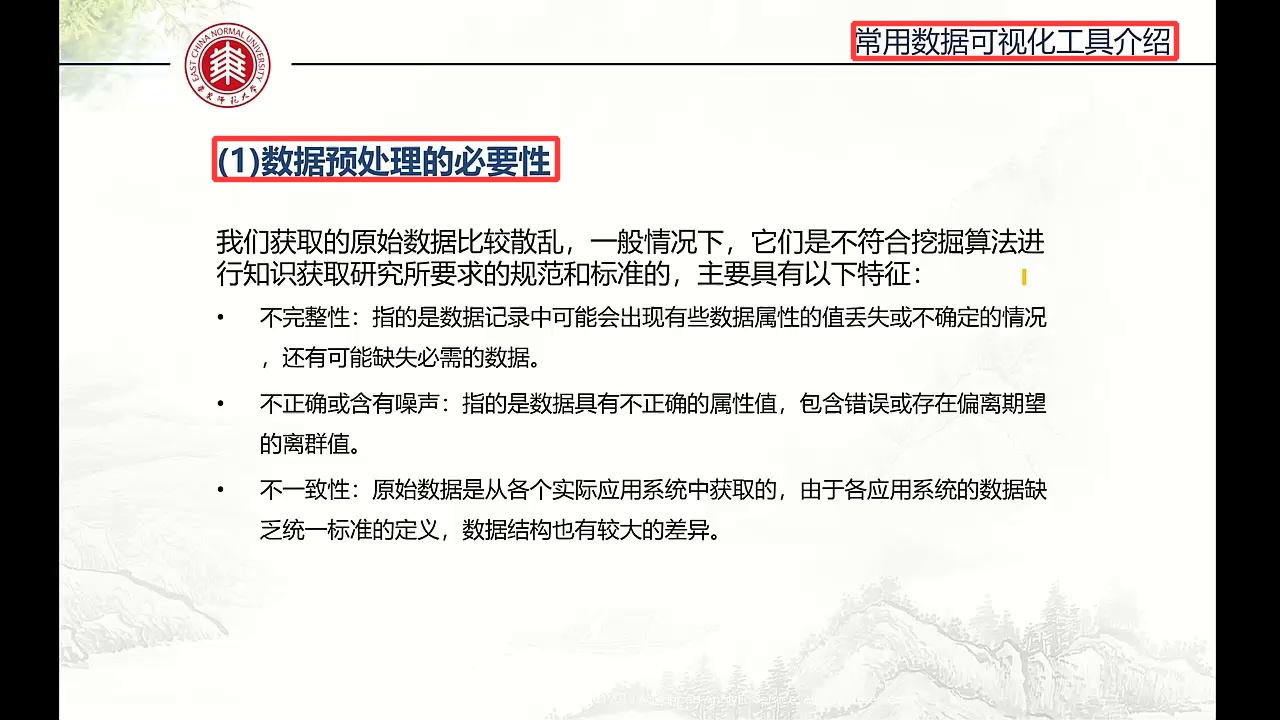 EAST CHINA NORMAL UNIVERSITY
華東师范大学
常用数据可视化工具介绍
(1)数据预处理的必要性
我们获取的原始数据比较散乱，一般情况下，它们是不符合挖掘算法进
行知识获取研究所要求的规范和标准的，主要具有以下特征：
• 不完整性：指的是数据记录中可能会出现有些数据属性的值丢失或不确定的情况
，还有可能缺失必需的数据。
• 不正确或含有噪声：指的是数据具有不正确的属性值，包含错误或存在偏离期望
的离群值。
• 不一致性：原始数据是从各个实际应用系统中获取的，由于各应用系统的数据缺
乏统一标准的定义，数据结构也有较大的差异。